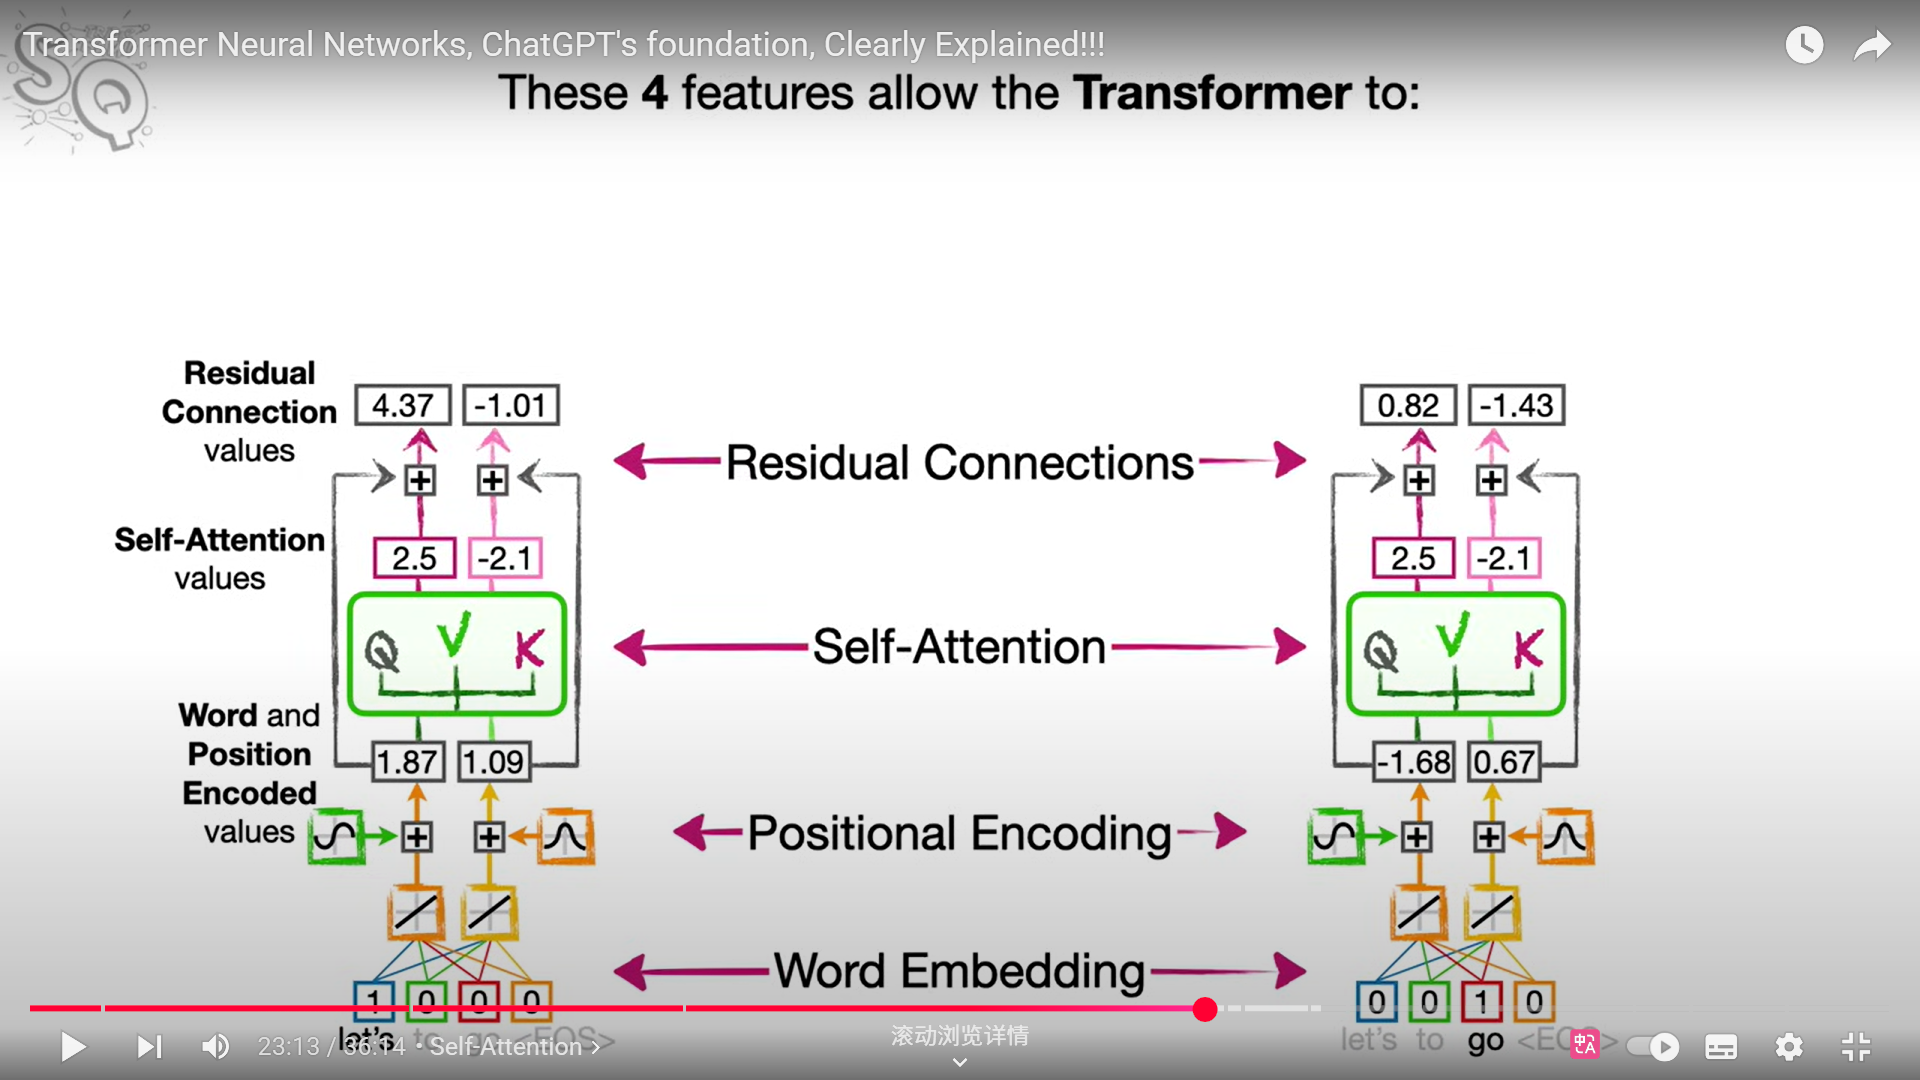 Transformer Neural Networks, ChatGPT's foundation, Clearly Explained!!!
SQ
These 4 features allow the Transformer to:
Residual
Connection
values
4.37 -1.01
0.82 -1.43
Residual Connections
+ +
+ +
Self-Attention
values
2.5 -2.1
2.5 -2.1
Q V K
Self-Attention
Q V K
Word and
Position
Encoded
values
1.87 1.09
-1.68 0.67
+ +
Positional Encoding
+ +
Word Embedding
1 0 0 0
0 0 1 0
let's to go <EOS>
let's to go <EOS>
23:13 / 36:14 • Self-Attention
滚动浏览详情